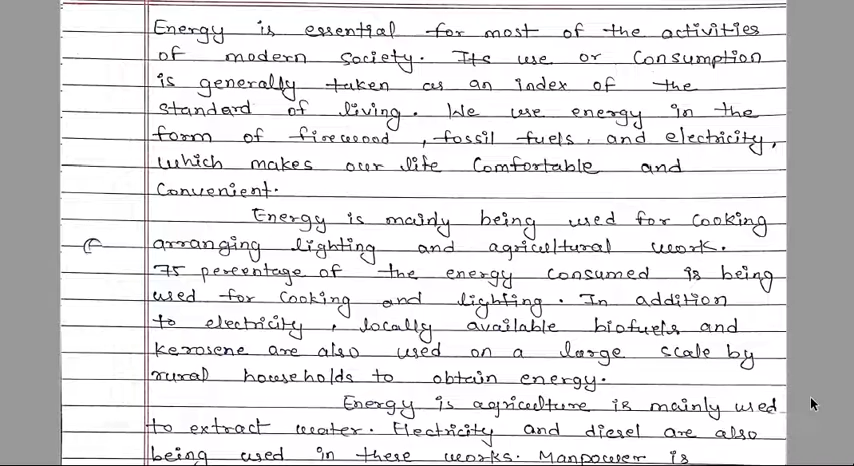 Energy is essential for most of the activities
of modern society. Its use or consumption
is generally taken as an index of the
standard of living. We use energy in the
form of firewood, fossil fuels, and electricity,
which makes our life comfortable and
convenient.
Energy is mainly being used for cooking
arranging lighting and agricultural work.
75 percentage of the energy consumed is being
used for cooking and lighting. In addition
to electricity, locally available biofuels and
kerosene are also used on a large scale by
rural households to obtain energy.
Energy is agriculture is mainly used
to extract water. Electricity and diesel are also
being used in these works. Manpower is